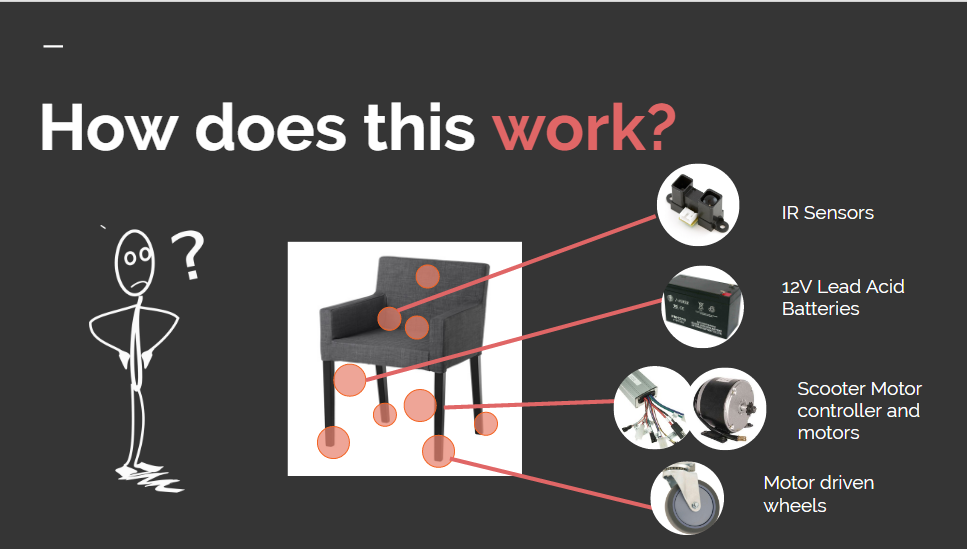 How does this work?
?
IR Sensors
12V Lead Acid
Batteries
Scooter Motor
controller and
motors
Motor driven
wheels